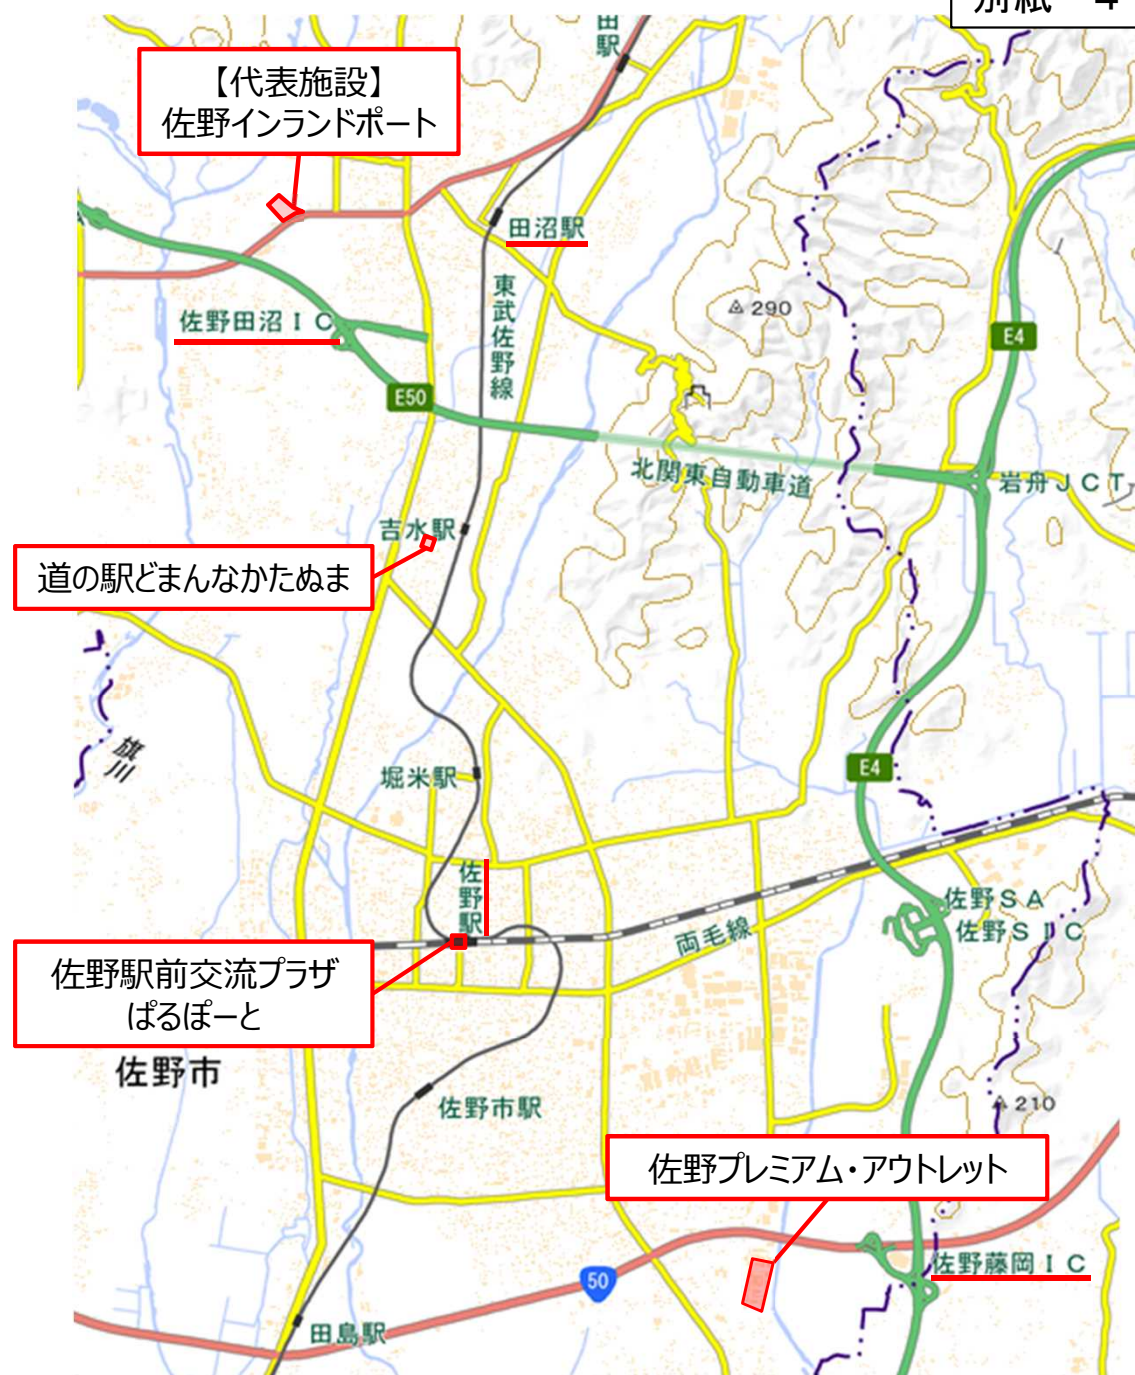 別紙 4
田
駅
【代表施設】
佐野インランドポート
田沼駅
東武佐野線
290
佐野田沼IC
E4
E50
北関東自動車道
岩舟JCT
吉水駅
道の駅どまんなかたぬま
旗川
堀米駅
E4
佐野駅
佐野SA
佐野SIC
両毛線
佐野駅前交流プラザ
ぱるぽーと
佐野市
佐野市駅
210
佐野プレミアム・アウトレット
佐野藤岡IC
50
田島駅